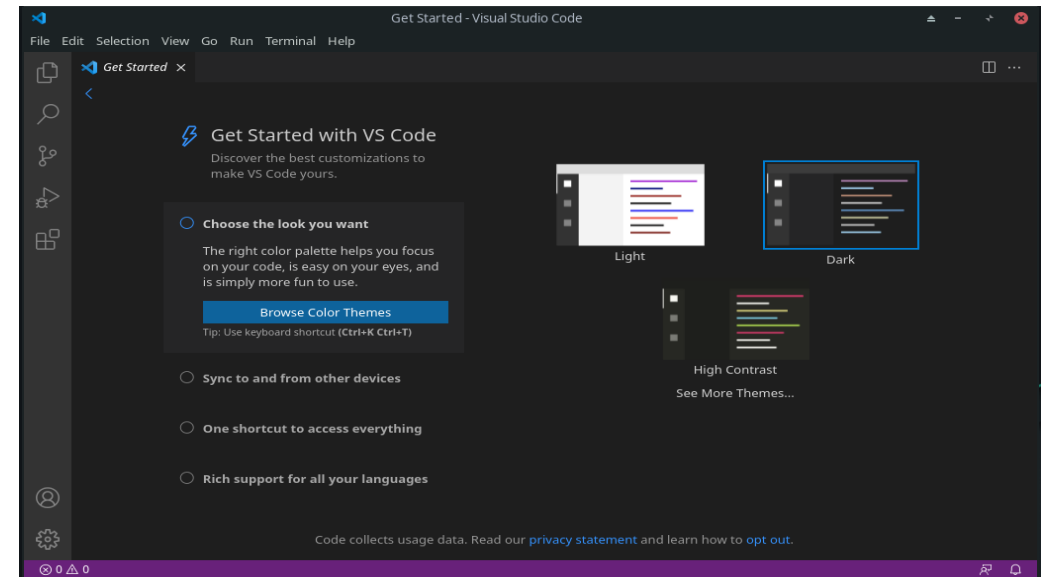 Get Started - Visual Studio Code
File Edit Selection View Go Run Terminal Help
Get Started
Get Started with VS Code
Discover the best customizations to
make VS Code yours.
Choose the look you want
The right color palette helps you focus
on your code, is easy on your eyes, and
is simply more fun to use.
Browse Color Themes
Tip: Use keyboard shortcut (Ctrl+K Ctrl+T)
Sync to and from other devices
One shortcut to access everything
Rich support for all your languages
Light
Dark
High Contrast
See More Themes...
Code collects usage data. Read our privacy statement and learn how to opt out.
0 0